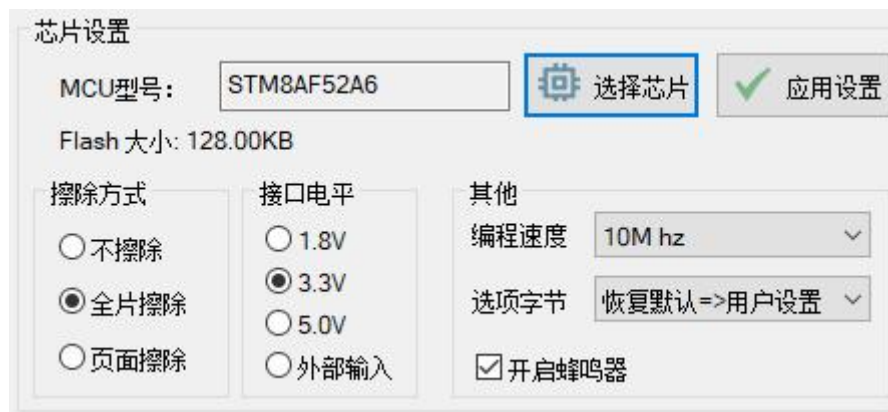 芯片设置
MCU型号： STM8AF52A6 选择芯片 应用设置
Flash 大小: 128.00KB
擦除方式
不擦除
全片擦除
页面擦除
接口电平
1.8V
3.3V
5.0V
外部输入
其他
编程速度 10M hz
选项字节 恢复默认=>用户设置
开启蜂鸣器